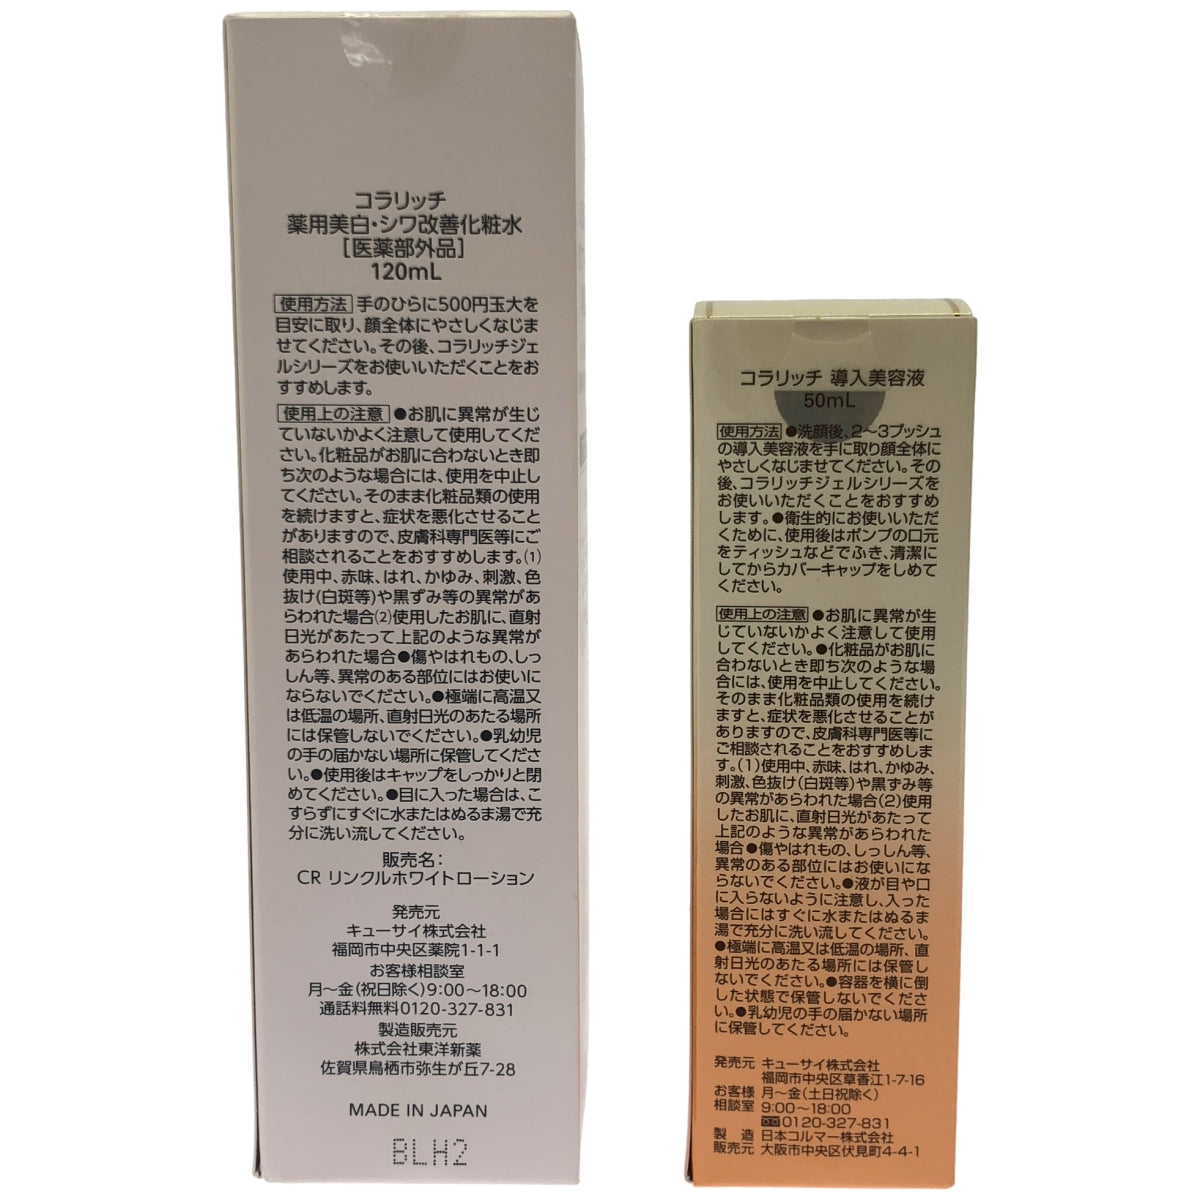 コラリッチ
薬用美白・シワ改善化粧水
[医薬部外品]
120mL
使用方法 手のひらに500円玉大を
目安に取り、顔全体にやさしくなじま
せてください。その後、コラリッチジェ
ルシリーズをお使いいただくことをお
すすめします。
使用上の注意 ●お肌に異常が生じ
ていないかよく注意して使用してくだ
さい。化粧品がお肌に合わないとき即
ち次のような場合には、使用を中止し
てください。そのまま化粧品類の使用
を続けますと、症状を悪化させること
がありますので、皮膚科専門医等にご
相談されることをおすすめします。(1)
使用中、赤味、はれ、かゆみ、刺激、色
抜け(白斑等)や黒ずみ等の異常があ
らわれた場合(2)使用したお肌に、直射
日光があたって上記のような異常が
あらわれた場合●傷やはれもの、しっ
しん等、異常のある部位にはお使いに
ならないでください。●極端に高温又
は低温の場所、直射日光のあたる場所
には保管しないでください。●乳幼児
の手の届かない場所に保管してくださ
い。●使用後はキャップをしっかりと閉
めてください。●目に入った場合は、こ
すらずにすぐに水またはぬるま湯で充
分に洗い流してください。
販売名：
CR リンクルホワイトローション
発売元
キューサイ株式会社
福岡市中央区薬院1-1-1
お客様相談室
月～金(祝日除く)9:00～18:00
通話料無料0120-327-831
製造販売元
株式会社東洋新薬
佐賀県鳥栖市弥生が丘7-28
MADE IN JAPAN
BLH2
コラリッチ 導入美容液
50mL
使用方法 ●洗顔後、2～3プッシュ
の導入美容液を手に取り顔全体に
やさしくなじませてください。その
後、コラリッチジェルシリーズを
お使いいただくことをおすすめ
します。●衛生的にお使いいただ
くために、使用後はポンプの口元
をティッシュなどでふき、清潔に
してからカバーキャップをしめて
ください。
使用上の注意 ●お肌に異常が生
じていないかよく注意して使用
してください。●化粧品がお肌に
合わないとき即ち次のような場
合には、使用を中止してください。
そのまま化粧品類の使用を続け
ますと、症状を悪化させることが
ありますので、皮膚科専門医等に
ご相談されることをおすすめしま
す。(1)使用中、赤味、はれ、かゆみ、
刺激、色抜け(白斑等)や黒ずみ等
の異常があらわれた場合(2)使用
したお肌に、直射日光があたって
上記のような異常があらわれた
場合●傷やはれもの、しっしん等、
異常のある部位にはお使いにな
らないでください。●液が目や口
に入らないように注意し、入った
場合にはすぐに水またはぬるま
湯で充分に洗い流してください。
●極端に高温又は低温の場所、直
射日光のあたる場所には保管し
ないでください。●容器を横に倒
した状態で保管しないでくださ
い。●乳幼児の手の届かない場所
に保管してください。
発売元 キューサイ株式会社
福岡市中央区草香江1-7-16
お客様 月～金(土日祝除く)
相談室 9:00～18:00
0120-327-831
製造 日本コルマー株式会社
販売元 大阪市中央区伏見町4-4-1